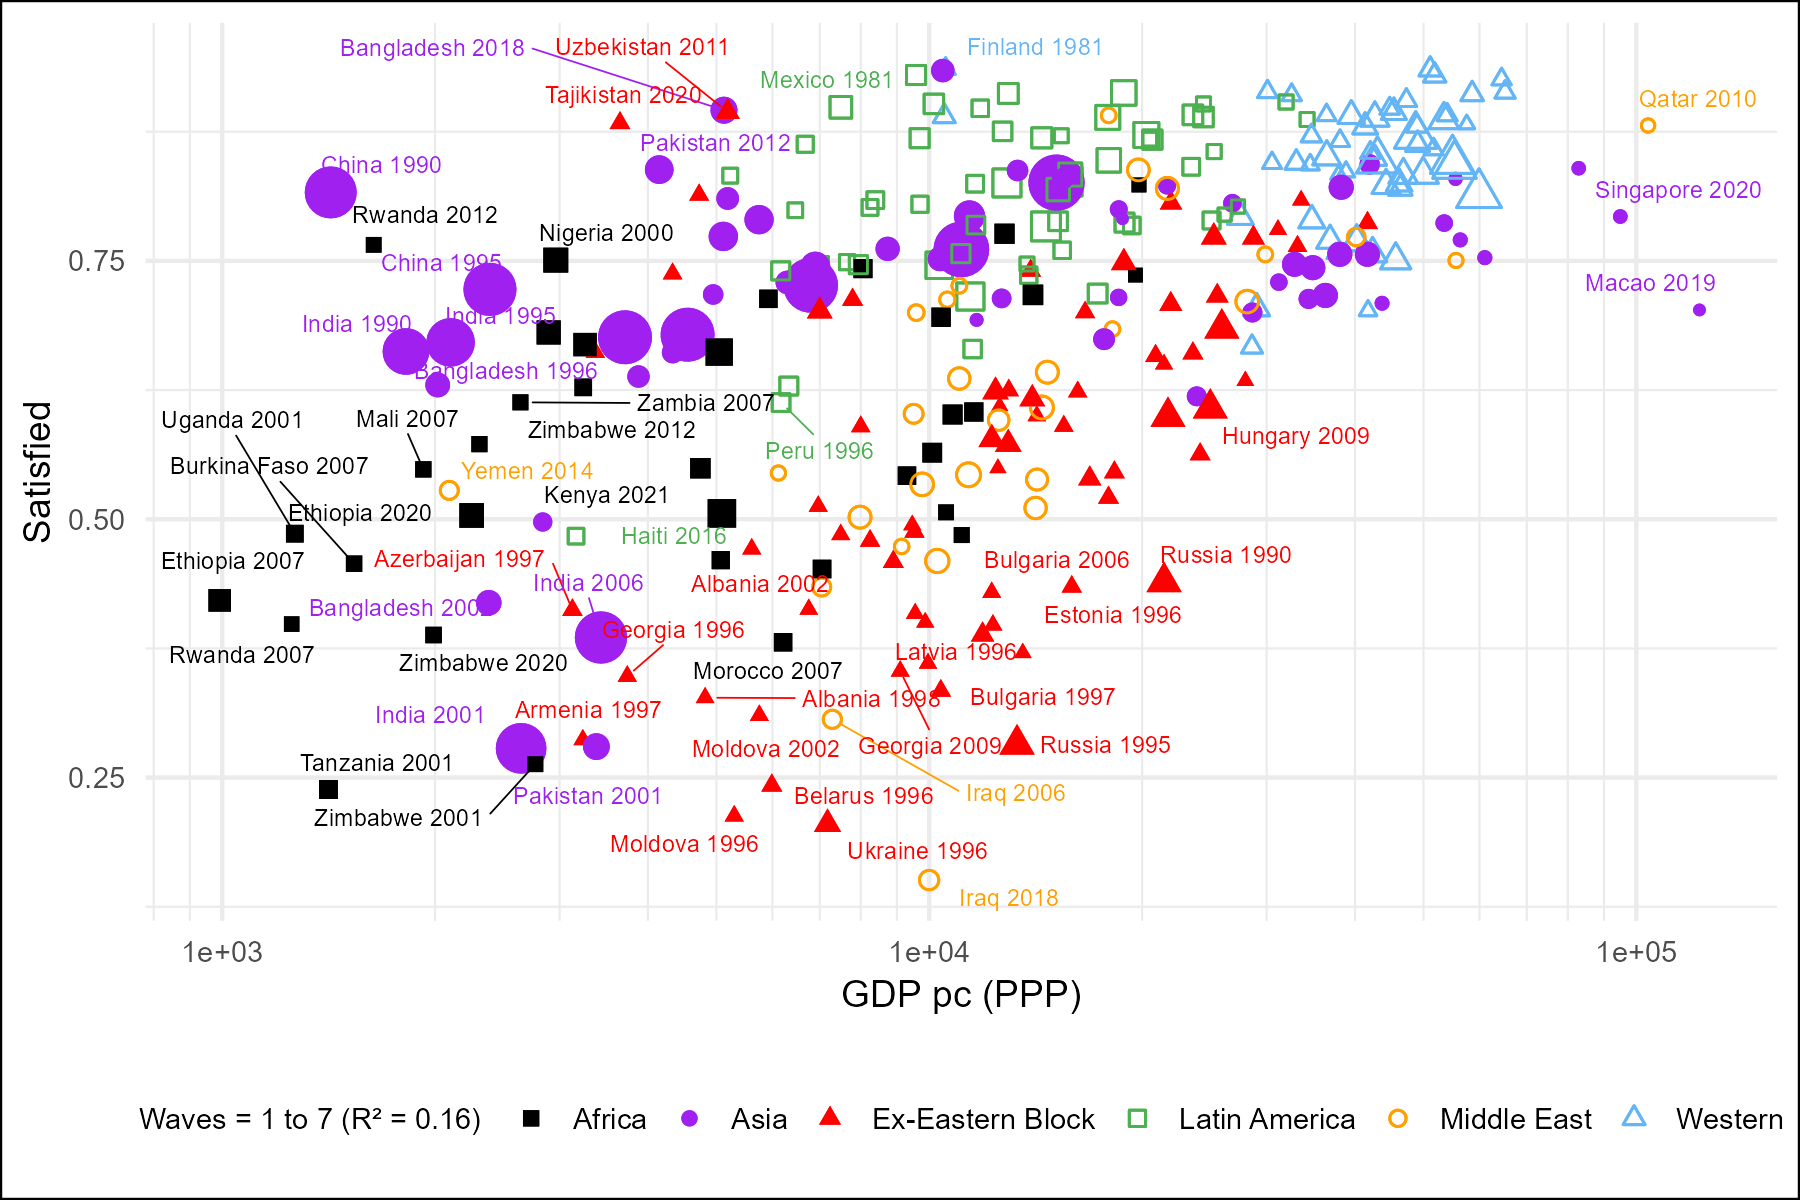 Bangladesh 2018
Uzbekistan 2011
Finland 1981
Mexico 1981
Tajikistan 2020
Qatar 2010
Pakistan 2012
China 1990
Singapore 2020
Rwanda 2012
Nigeria 2000
0.75
China 1995
Macao 2019
India 1990
India 1995
Bangladesh 1996
Zambia 2007
Uganda 2001
Mali 2007
Zimbabwe 2012
Hungary 2009
Peru 1996
Burkina Faso 2007
Yemen 2014
Kenya 2021
Ethiopia 2020
0.50
Haiti 2016
Ethiopia 2007
Azerbaijan 1997
Bulgaria 2006
Russia 1990
India 2006
Albania 2002
Bangladesh 2002
Estonia 1996
Georgia 1996
Rwanda 2007
Zimbabwe 2020
Latvia 1996
Morocco 2007
Albania 1998
Bulgaria 1997
India 2001
Armenia 1997
Moldova 2002
Georgia 2009
Russia 1995
Tanzania 2001
0.25
Pakistan 2001
Belarus 1996
Iraq 2006
Zimbabwe 2001
Moldova 1996
Ukraine 1996
Iraq 2018
Satisfied
1e+03
1e+04
1e+05
GDP pc (PPP)
Waves = 1 to 7 (R² = 0.16) Africa Asia Ex-Eastern Block Latin America Middle East Western